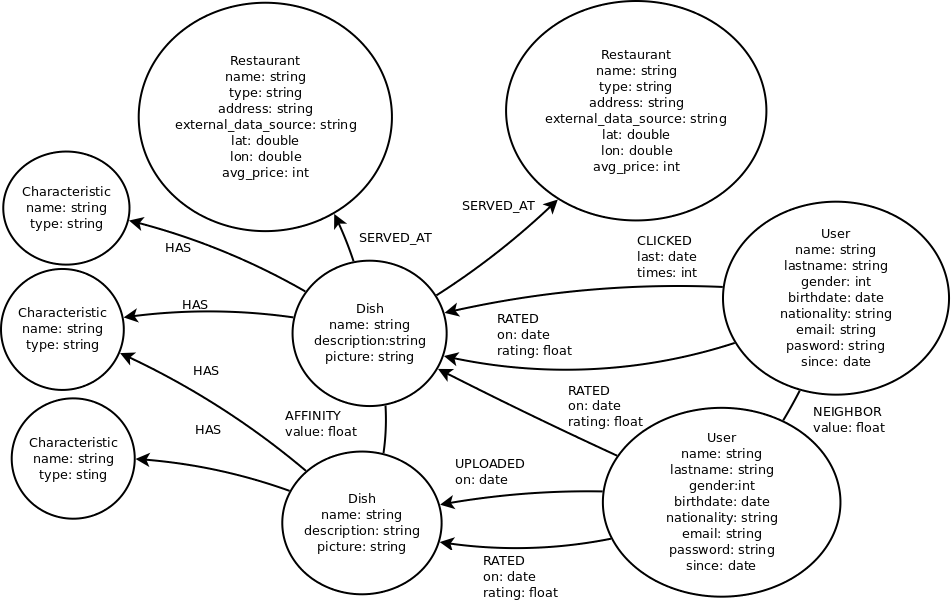 Restaurant
name: string
type: string
address: string
external_data_source: string
lat: double
lon: double
avg_price: int
Restaurant
name: string
type: string
address: string
external_data_source: string
lat: double
lon: double
avg_price: int
Characteristic
name: string
type: string
HAS
SERVED_AT
SERVED_AT
CLICKED
last: date
times: int
User
name: string
lastname: string
gender: int
birthdate: date
nationality: string
email: string
pasword: string
since: date
Characteristic
name: string
type: string
HAS
Dish
name: string
description:string
picture: string
RATED
on: date
rating: float
HAS
RATED
on: date
rating: float
NEIGHBOR
value: float
AFFINITY
value: float
HAS
Characteristic
name: string
type: sting
Dish
name: string
description: string
picture: string
UPLOADED
on: date
User
name: string
lastname: string
gender:int
birthdate: date
nationality: string
email: string
password: string
since: date
RATED
on: date
rating: float